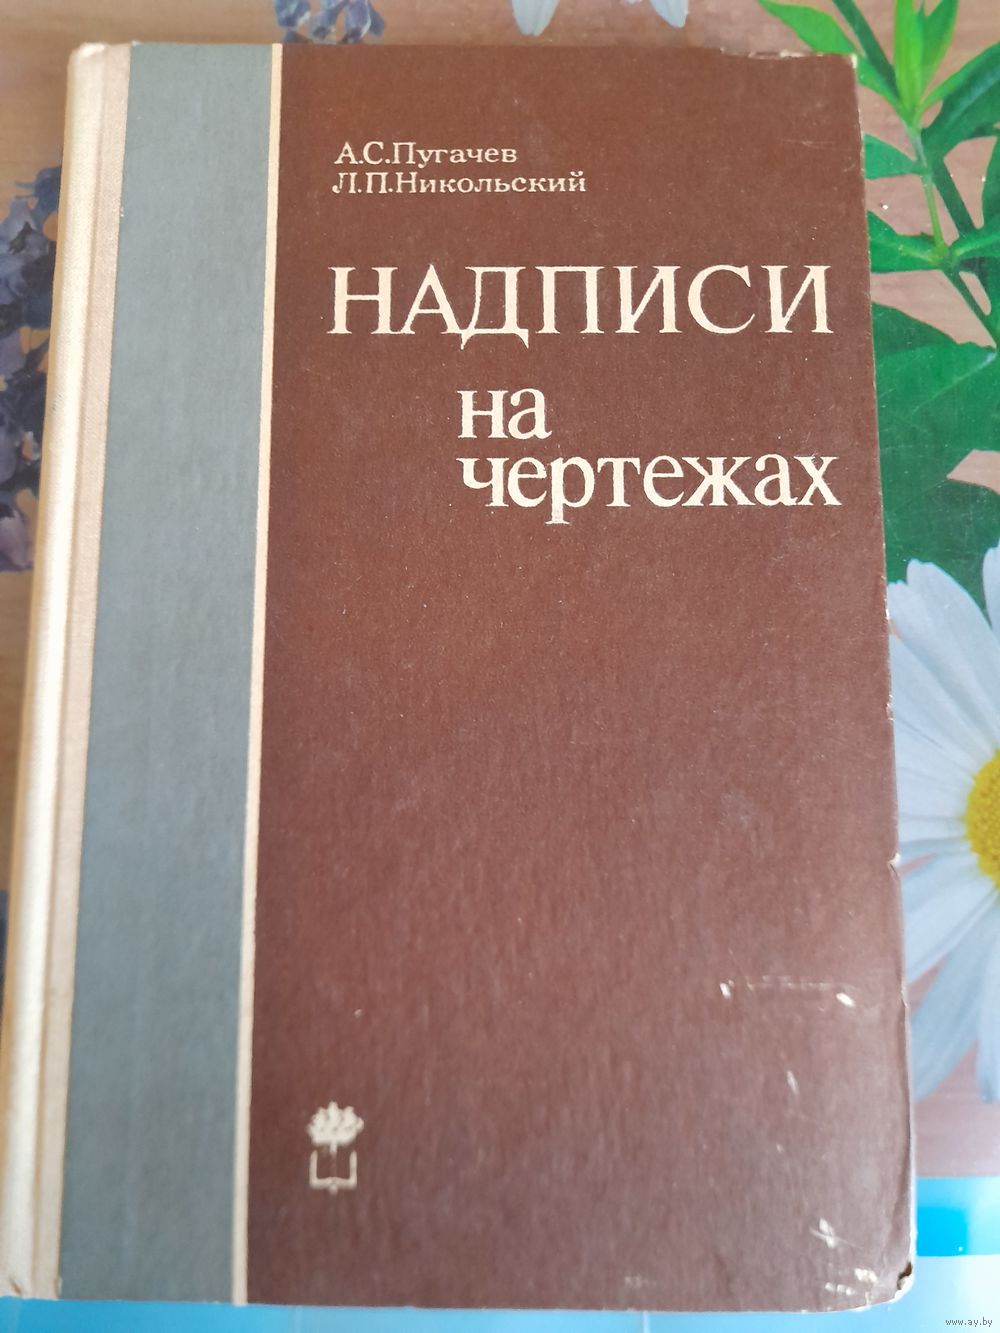 А.С.Пугачев
Л.П.Никольский
НАДПИСИ
на
чертежах
www.ay.by